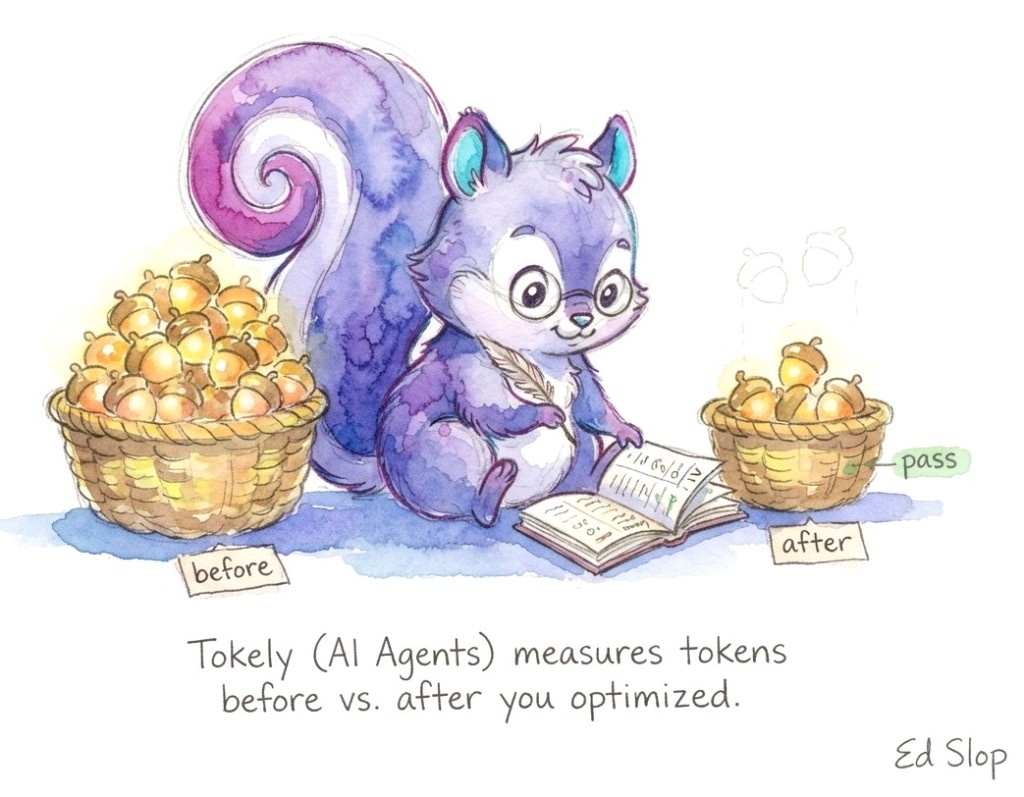 pass
after
before
Tokely (AI Agents) measures tokens
before vs. after you optimized.
Ed Slop